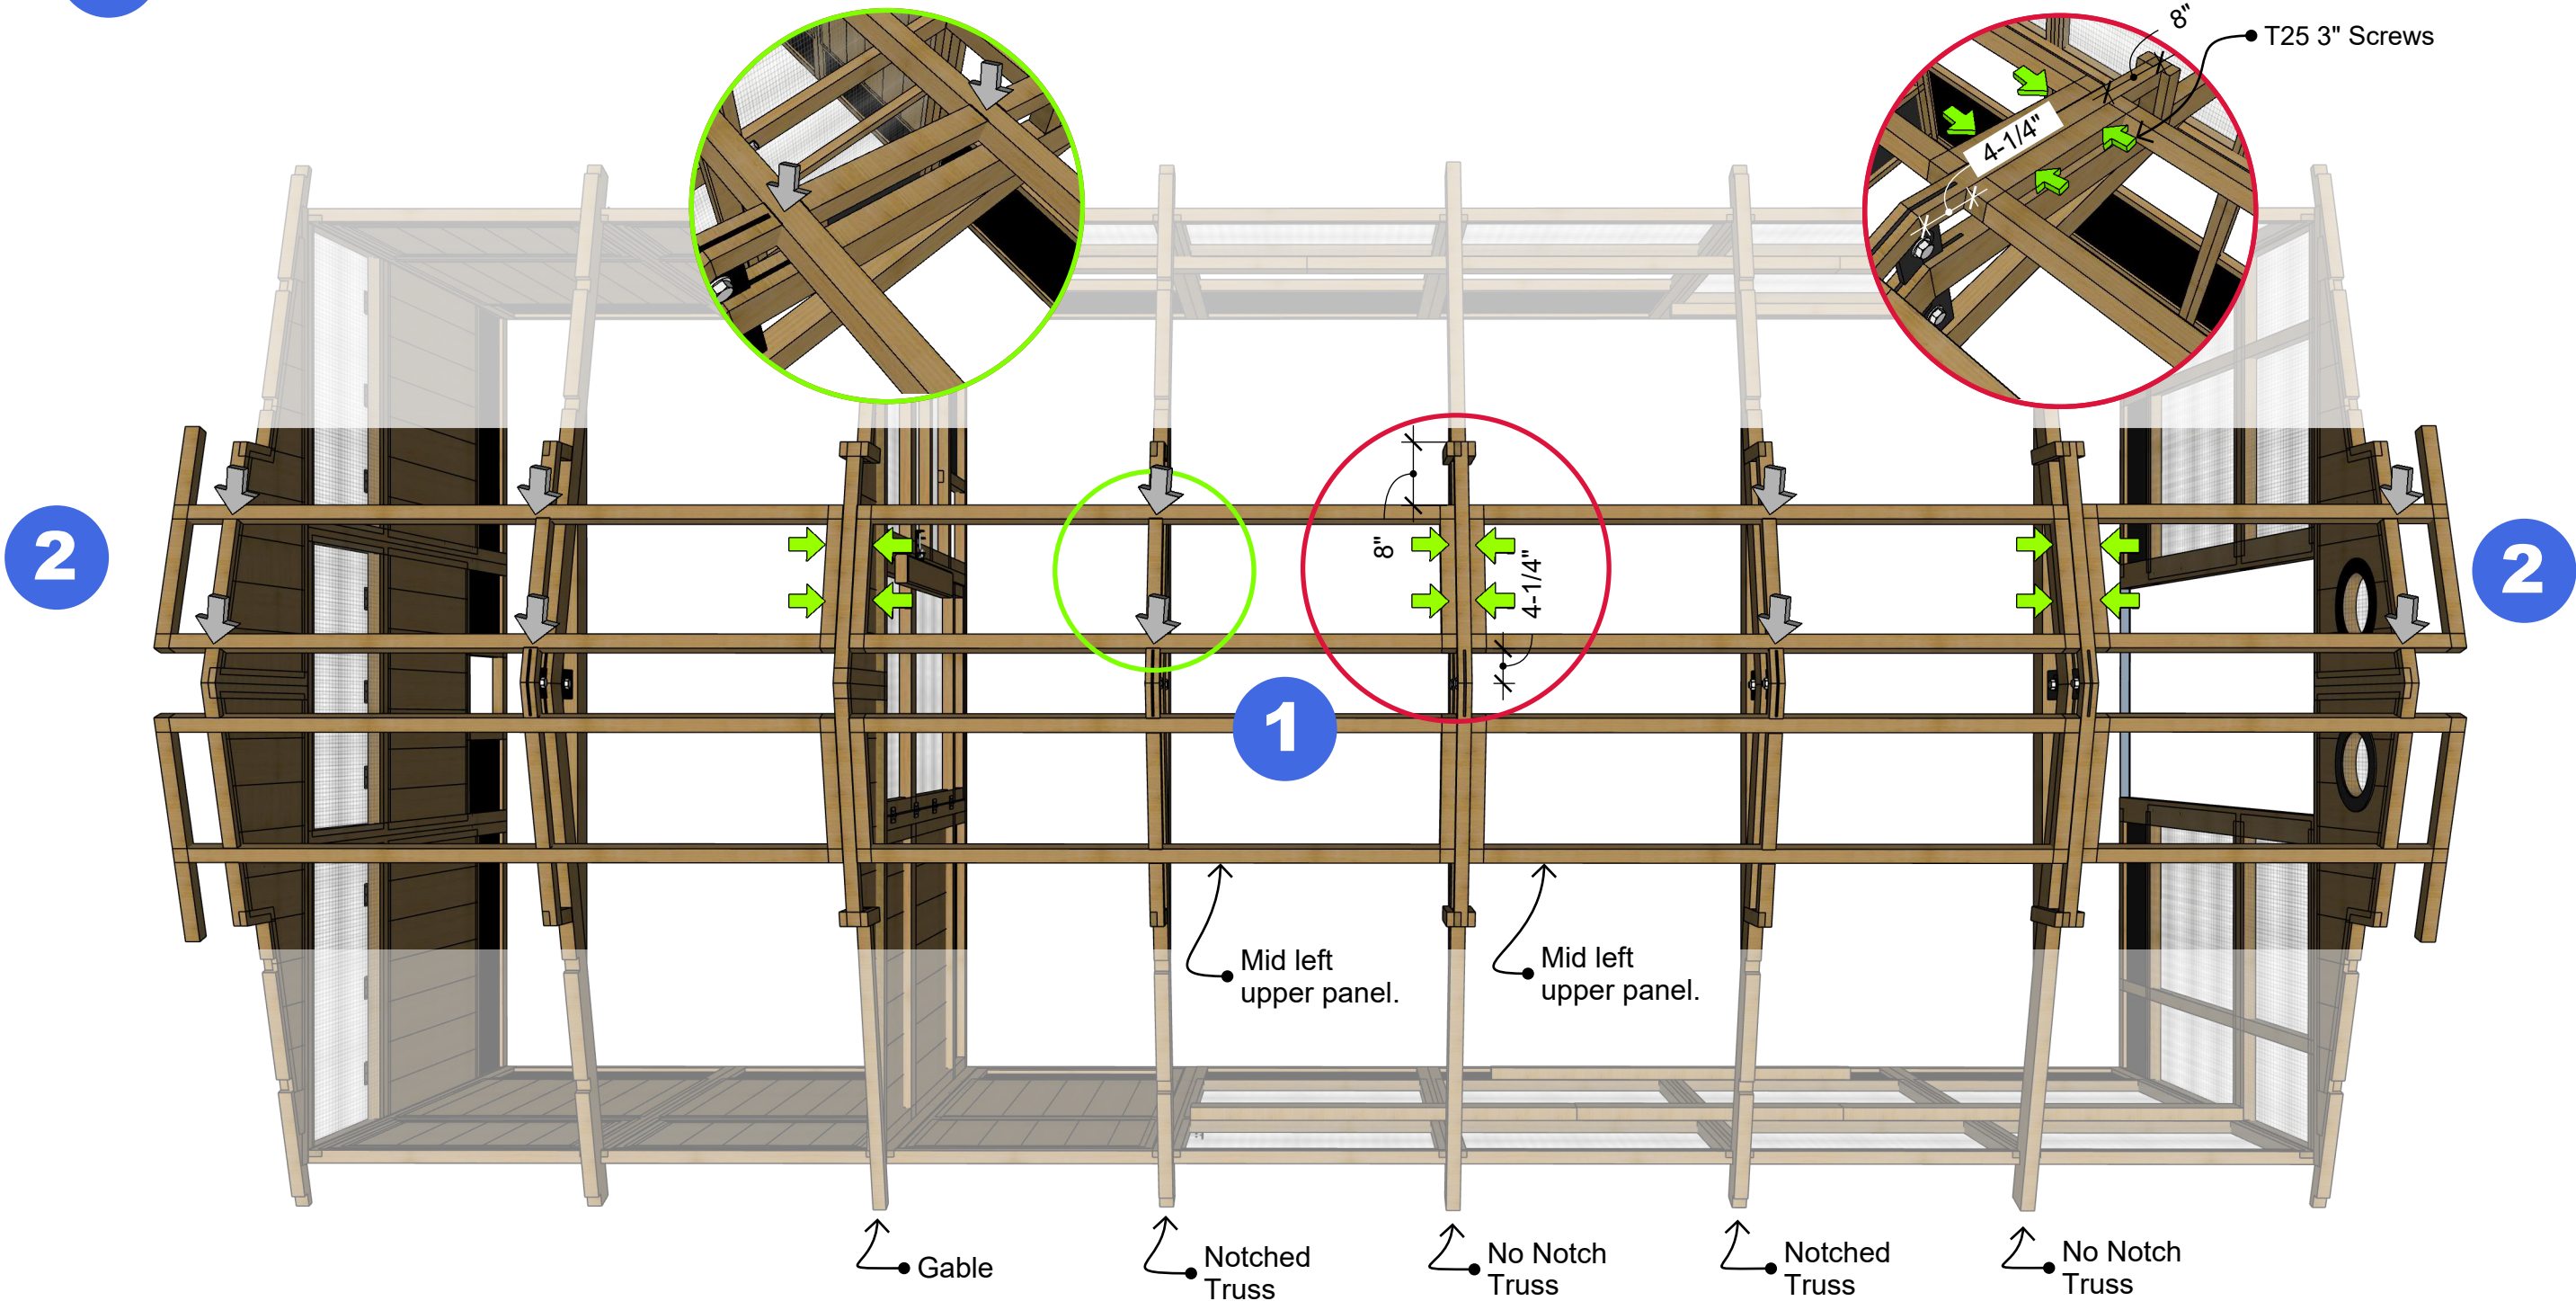 8"
T25 3" Screws
4-1/4"
2
8"
4-1/4"
2
1
Mid left
upper panel.
Mid left
upper panel.
Gable
Notched
Truss
No Notch
Truss
Notched
Truss
No Notch
Truss